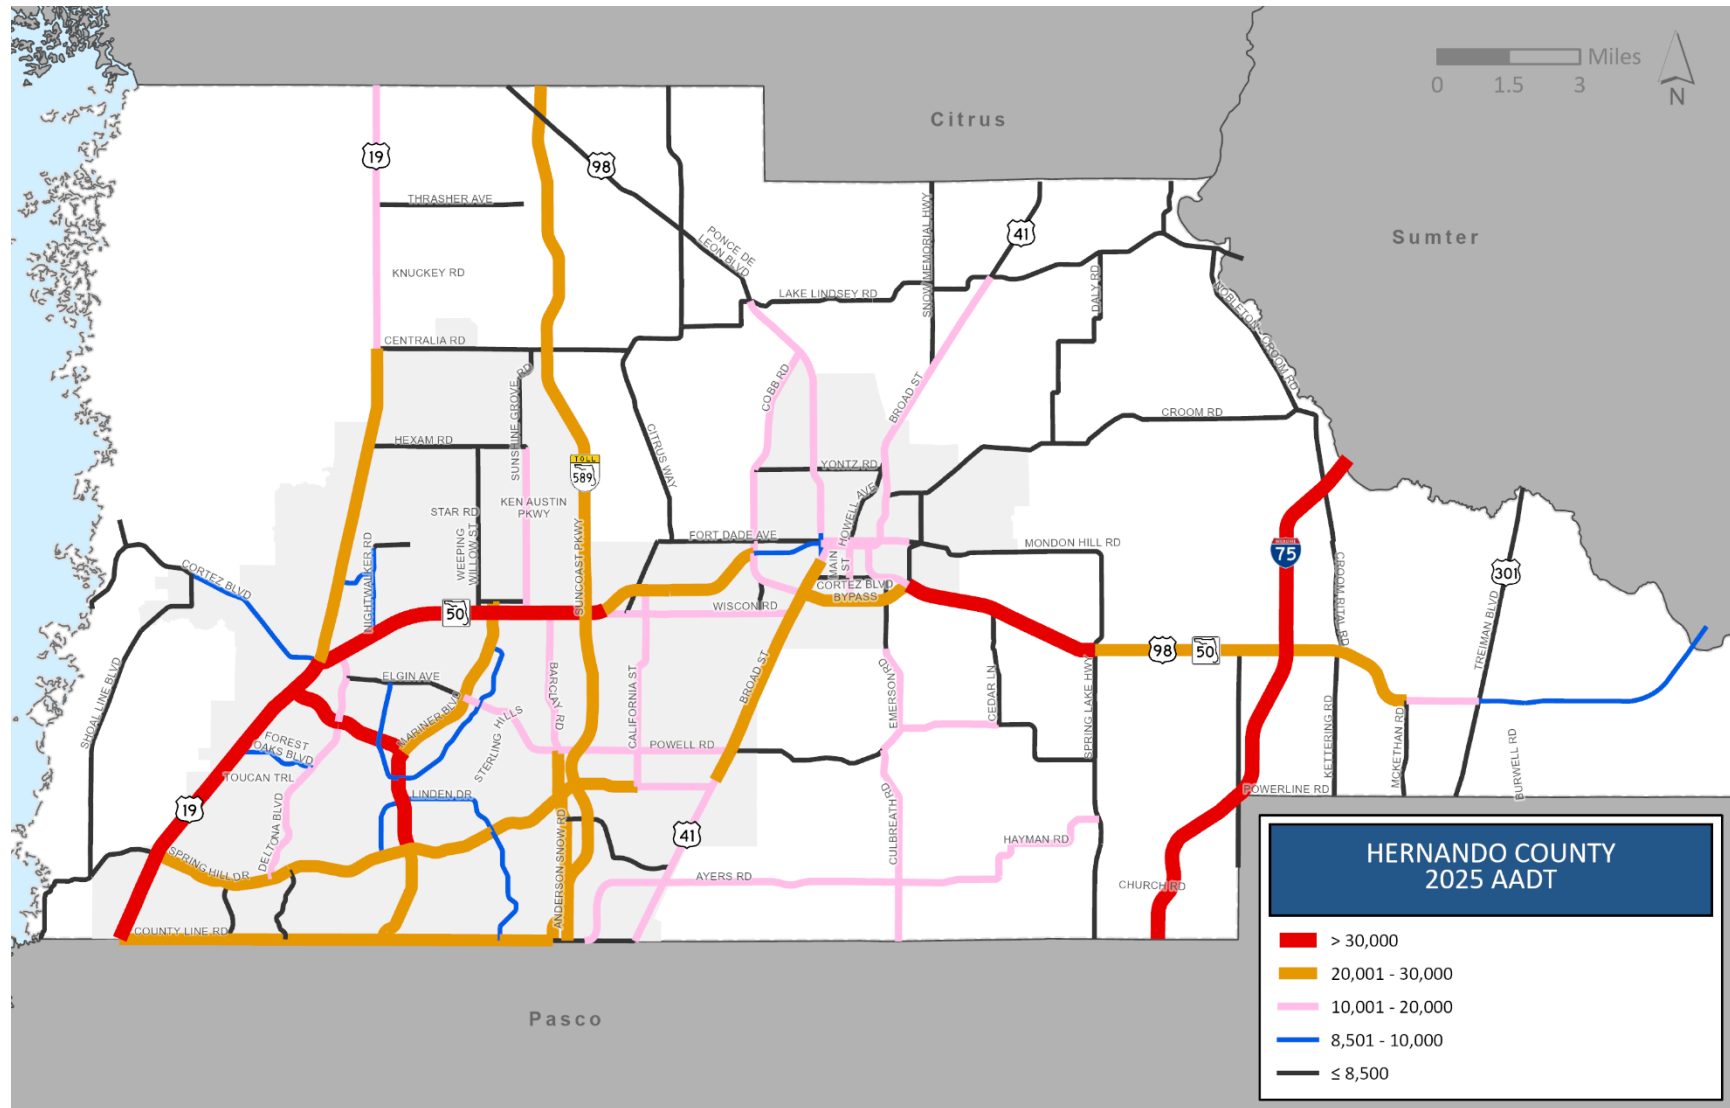 Miles
0 1.5 3
N
Citrus
Sumter
Pasco
19
98
THRASHER AVE
KNUCKEY RD
CENTRALIA RD
PONCE DE
LEON BLVD
LAKE LINDSEY RD
SNOW MEMORIAL HWY
41
DALY RD
NOBLETON CROOM RD
CROOM RD
COBB RD
BROAD ST
HEXAM RD
SUNSHINE GROVE RD
TOLL
589
CITRUS WAY
YONTZ RD
HOWELL AVE
KEN AUSTIN
PKWY
STAR RD
WEEPING
WILLOW ST
SUNCOAST PKWY
FORT DADE AVE
MAIN
ST
MONDON HILL RD
INTERSTATE
75
CROOM RITAL RD
301
TREIMAN BLVD
CORTEZ BLVD
NIGHTWALKER RD
50
CORTEZ BLVD
BYPASS
WISCON RD
98
50
SHOAL LINE BLVD
ELGIN AVE
MARINER BLVD
BARCLAY RD
CALIFORNIA ST
BROAD ST
EMERSON RD
CEDAR LN
SPRING LAKE HWY
KETTERING RD
MCKETHAN RD
BURWELL RD
STERLING HILLS
POWELL RD
FOREST
OAKS BLVD
TOUCAN TRL
LINDEN DR
POWERLINE RD
19
DELTONA BLVD
SPRING HILL DR
ANDERSON SNOW RD
41
CULBREATH RD
HAYMAN RD
AYERS RD
CHURCH RD
COUNTY LINE RD
HERNANDO COUNTY
2025 AADT
> 30,000
20,001 - 30,000
10,001 - 20,000
8,501 - 10,000
≤ 8,500